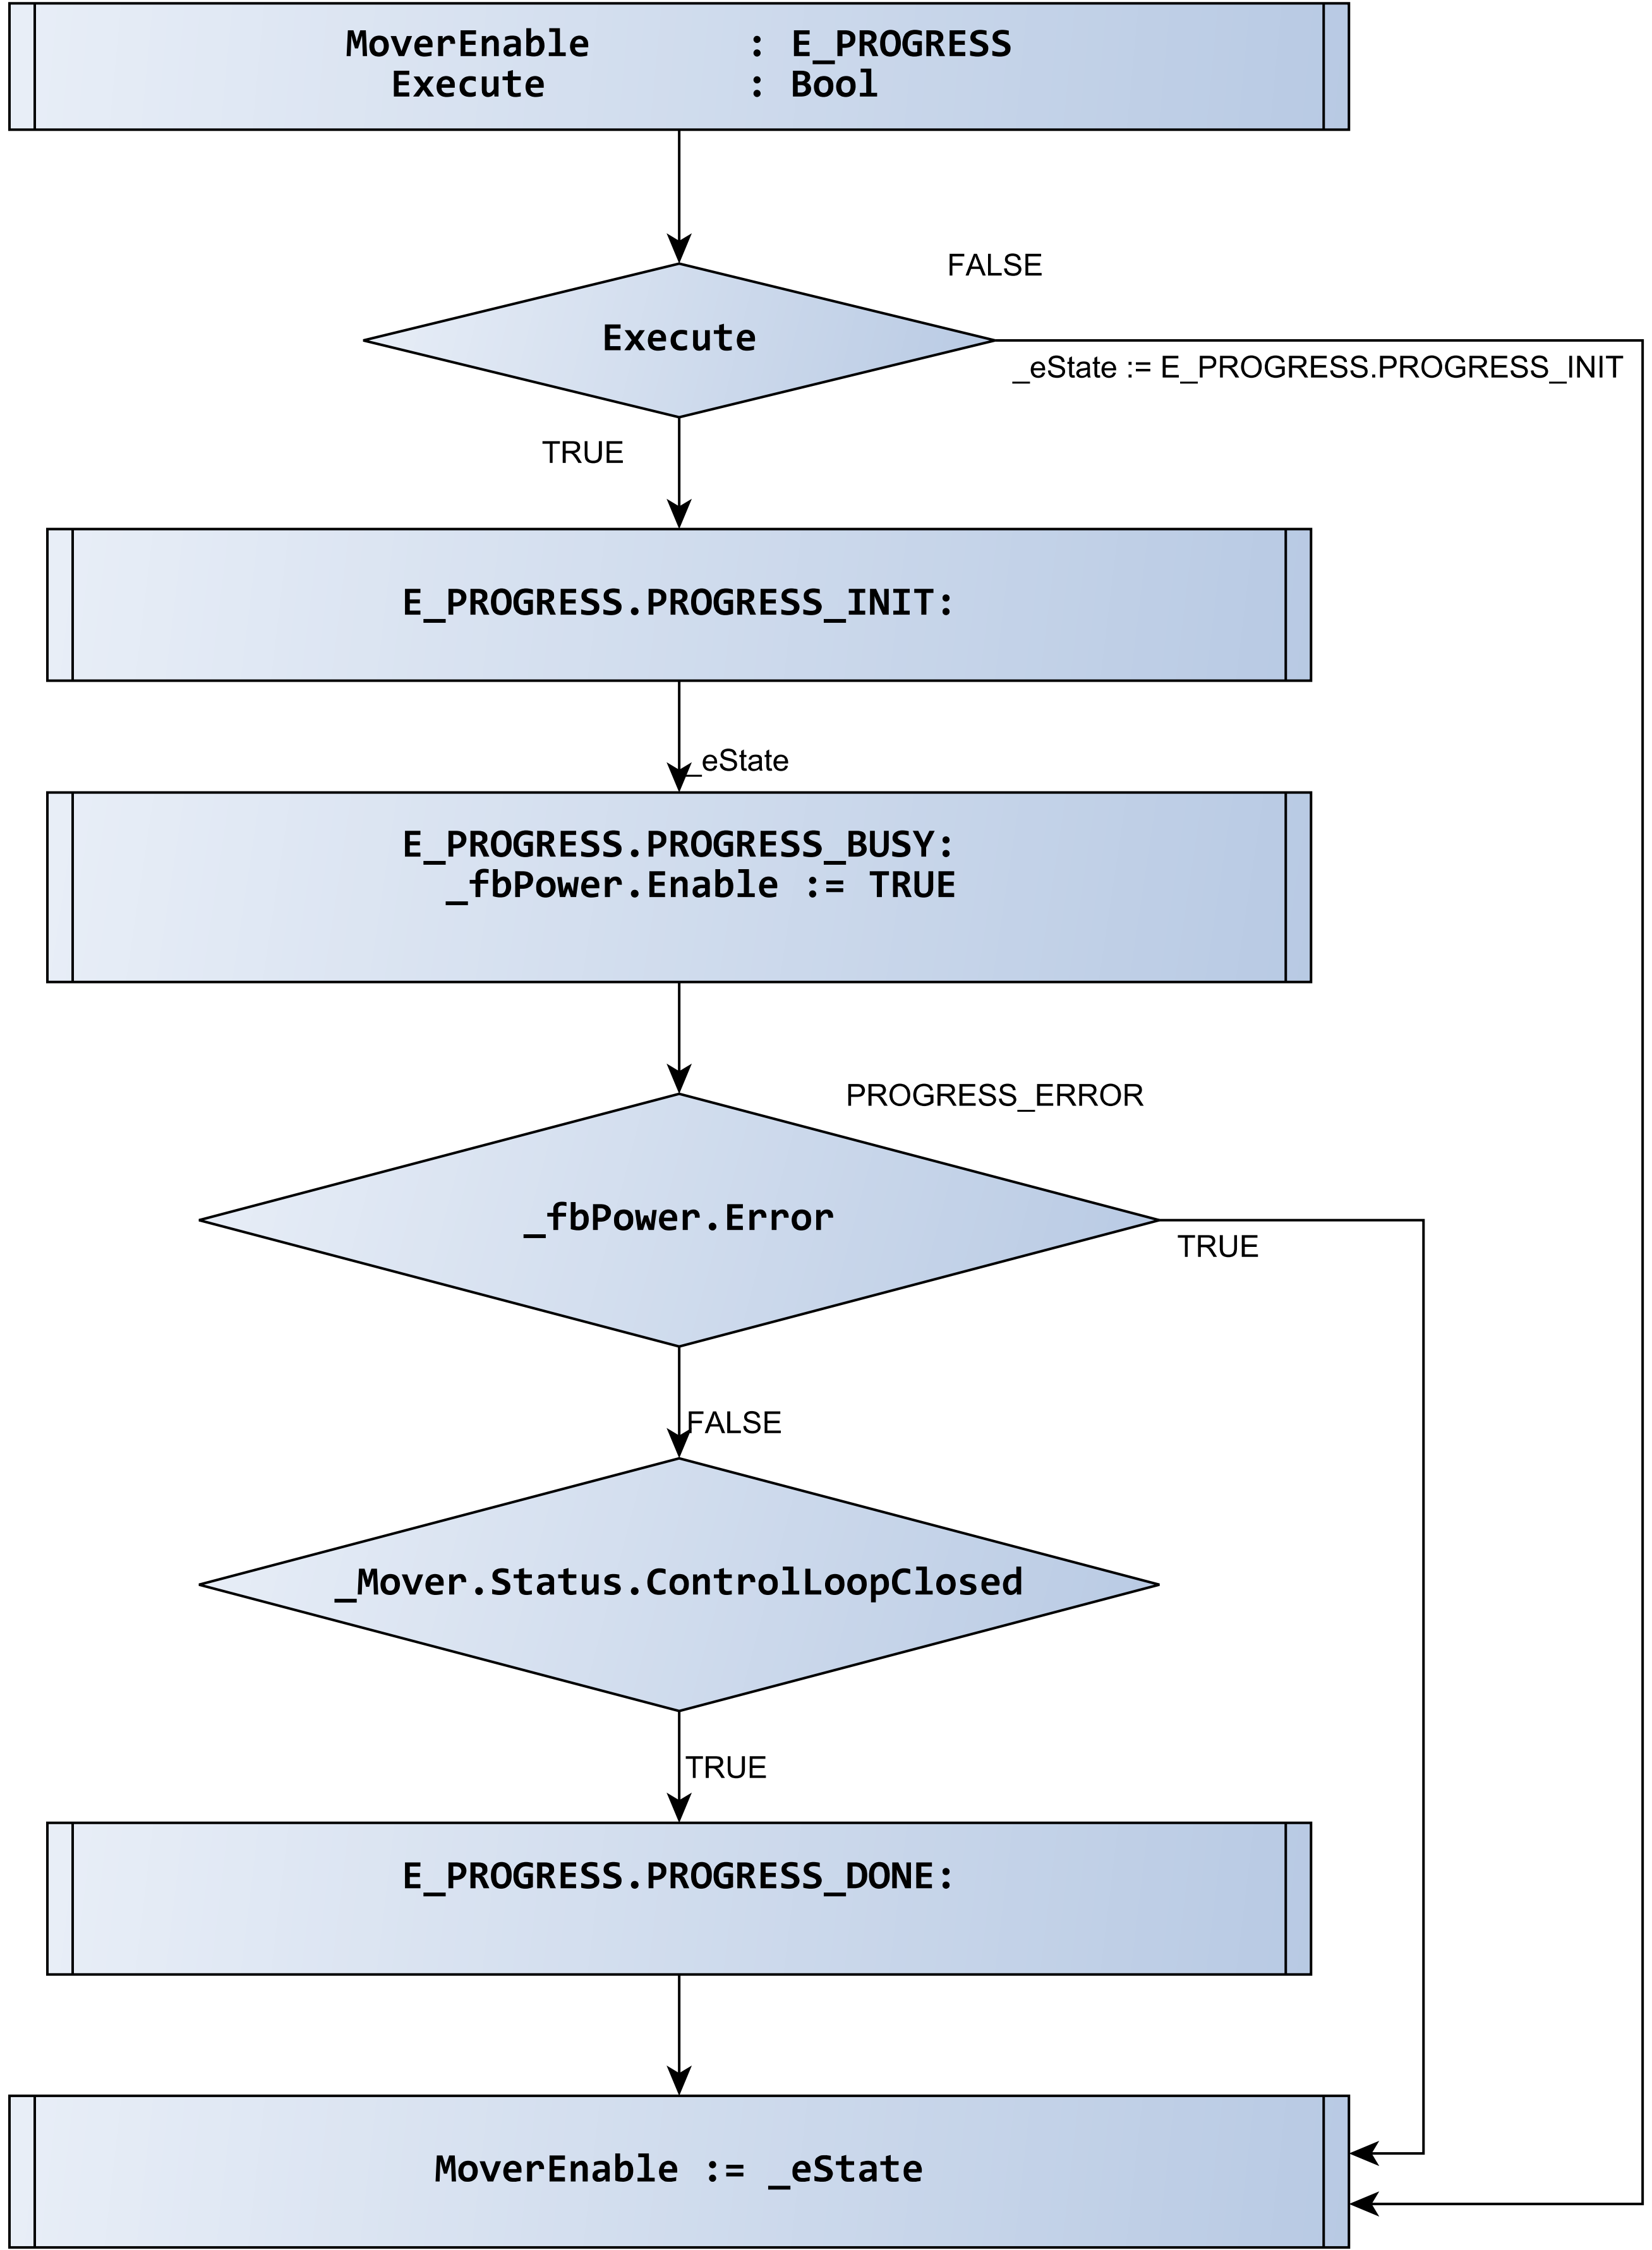 MoverEnable : E_PROGRESS
Execute : Bool
FALSE
Execute
_eState := E_PROGRESS.PROGRESS_INIT
TRUE
E_PROGRESS.PROGRESS_INIT:
_eState
E_PROGRESS.PROGRESS_BUSY:
_fbPower.Enable := TRUE
PROGRESS_ERROR
_fbPower.Error
TRUE
FALSE
_Mover.Status.ControlLoopClosed
TRUE
E_PROGRESS.PROGRESS_DONE:
MoverEnable := _eState